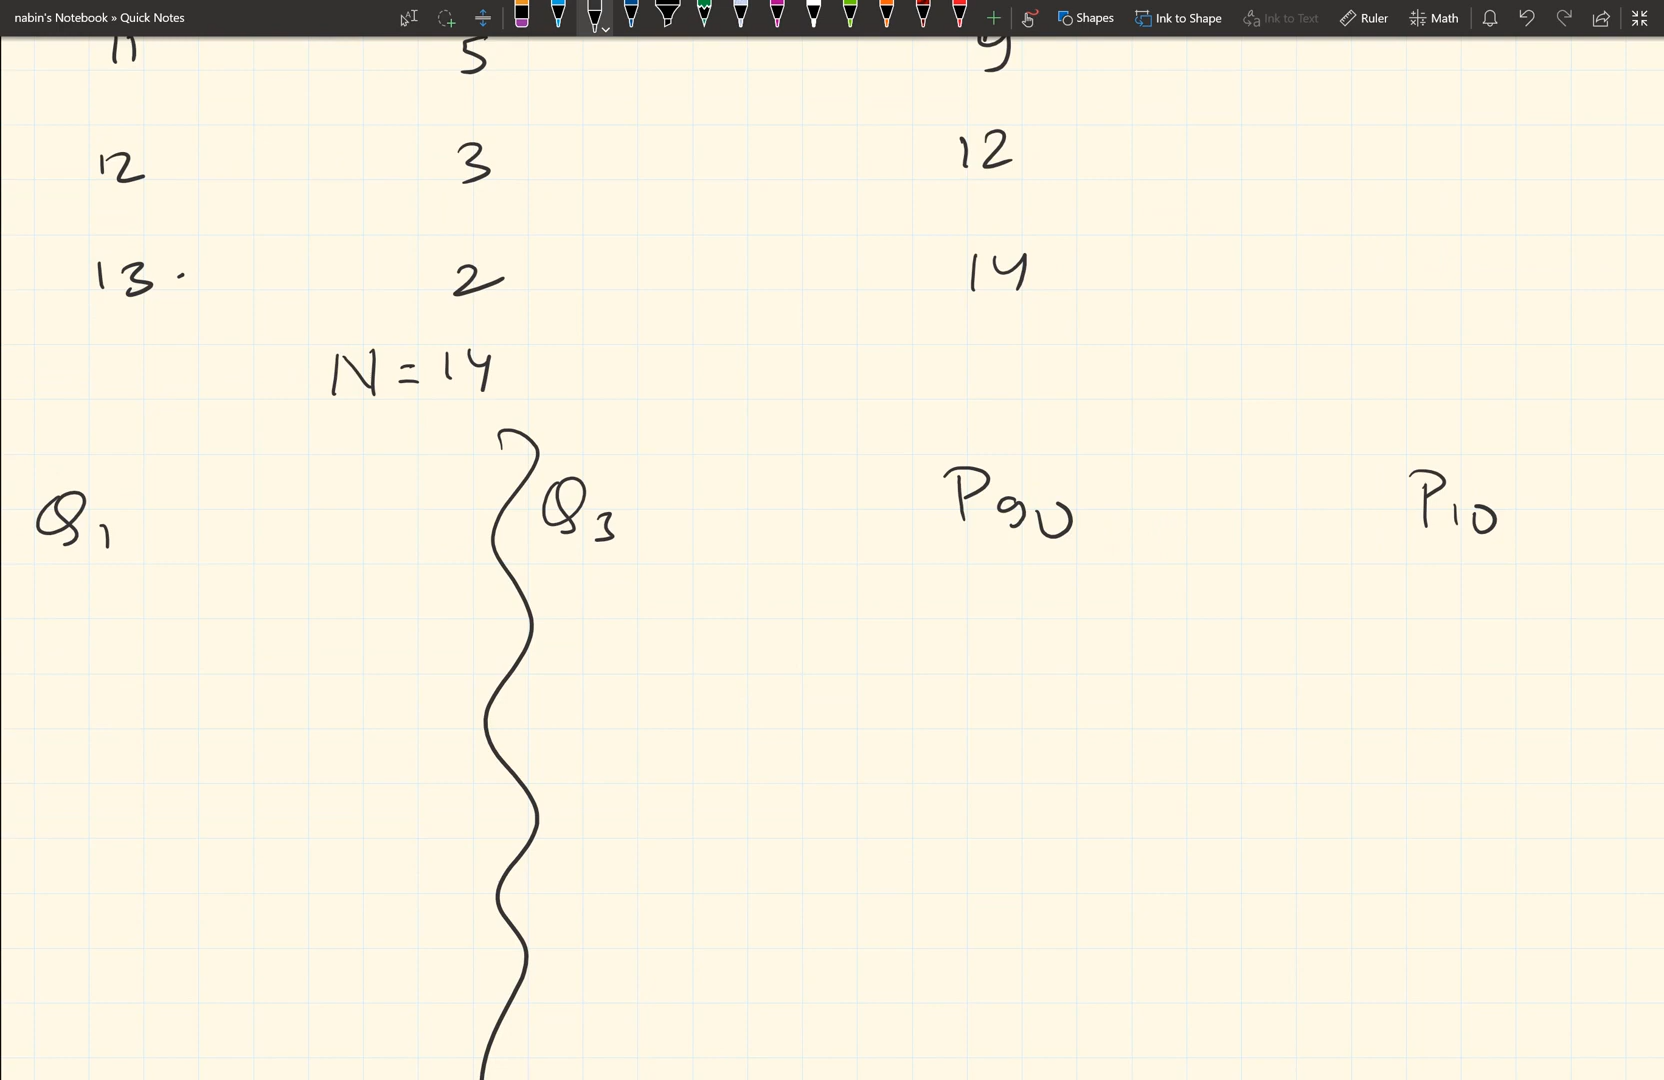 nabin's Notebook » Quick Notes Shapes Ink to Shape Ink to Text Ruler Math
11 5 9
12 3 12
13. 2 14
N = 14
Q1 Q3 P90 P10